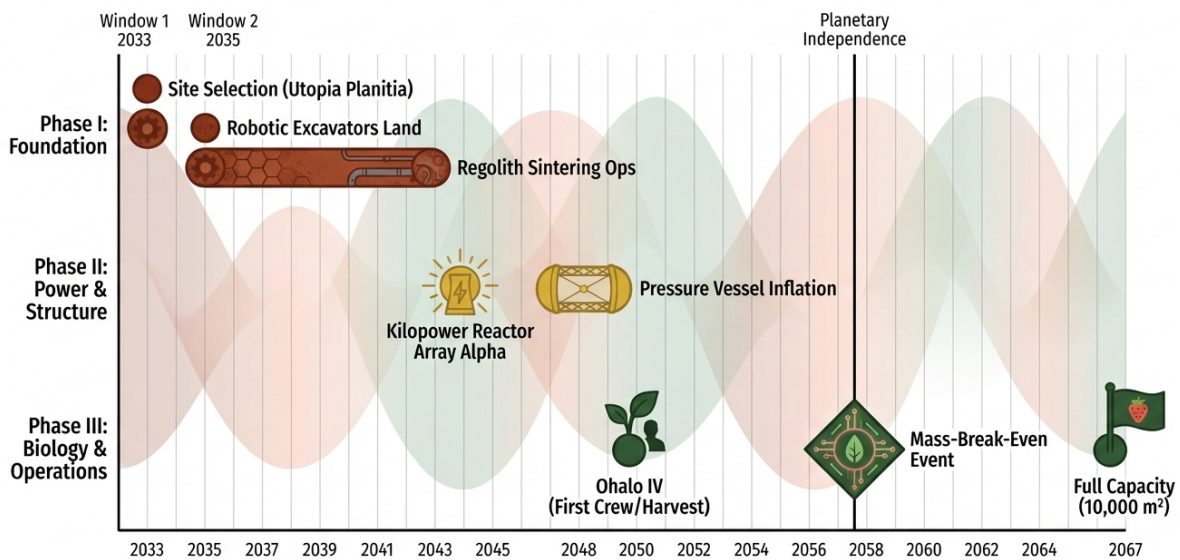 Window 1
2033
Window 2
2035
Planetary
Independence
Phase I:
Foundation
Site Selection (Utopia Planitia)
Robotic Excavators Land
Regolith Sintering Ops
Phase II:
Power &
Structure
Kilopower Reactor
Array Alpha
Pressure Vessel Inflation
Phase III:
Biology &
Operations
Ohalo IV
(First Crew/Harvest)
Mass-Break-Even
Event
Full Capacity
(10,000 m²)
2033 2035 2037 2039 2041 2043 2045 2048 2050 2052 2054 2056 2058 2060 2062 2064 2067